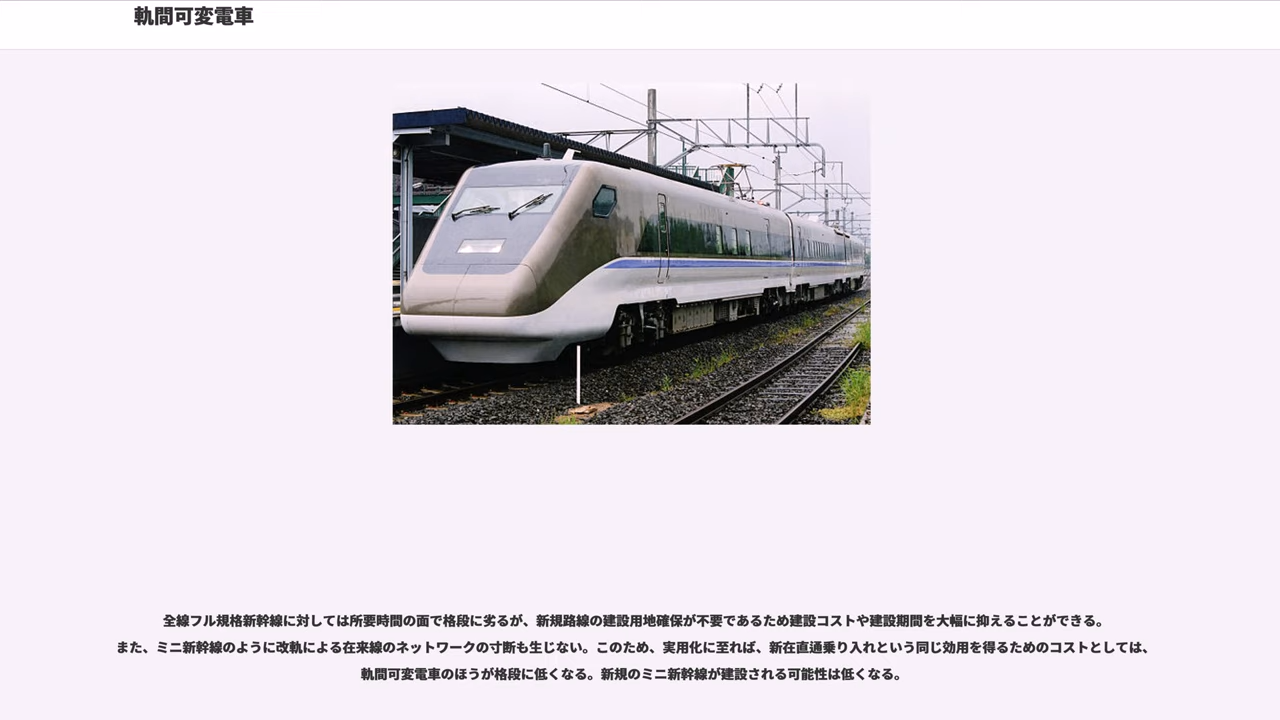 軌間可変電車
全線フル規格新幹線に対しては所要時間の面で格段に劣るが、新規路線の建設用地確保が不要であるため建設コストや建設期間を大幅に抑えることができる。
また、ミニ新幹線のように改軌による在来線のネットワークの寸断も生じない。このため、実用化に至れば、新在直通乗り入れという同じ効用を得るためのコストとしては、
軌間可変電車のほうが格段に低くなる。新規のミニ新幹線が建設される可能性は低くなる。